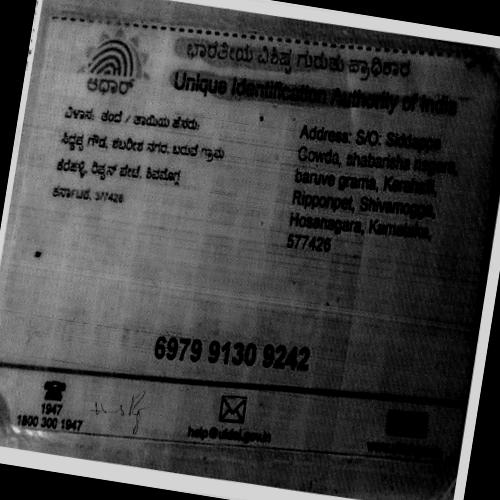 ಭಾರತೀಯ ವಿಶಿಷ್ಟ ಗುರುತು ಪ್ರಾಧಿಕಾರ
Unique Identification Authority of India
ಆಧಾರ್
ವಿಳಾಸ: ತಂದೆ / ತಾಯಿಯ ಹೆಸರು:
ಸಿದ್ದಪ್ಪ ಗೌಡ, ಶಬರೀಶ ನಗರ, ಬರುವೆ ಗ್ರಾಮ
ಕೆರೆಹಳ್ಳಿ, ರಿಪ್ಪನ್ ಪೇಟೆ, ಶಿವಮೊಗ್ಗ
ಕರ್ನಾಟಕ, 577426
Address: S/O: Siddappa
Gowda, shabarisha nagara,
baruve grama, Karahali,
Ripponpet, Shivamogga,
Hosanagara, Karnataka,
577426
6979 9130 9242
1947
1800 300 1947
help@uidai.gov.in